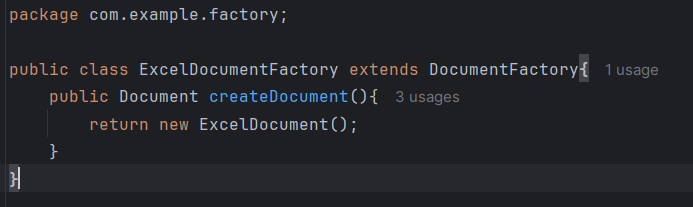 package com.example.factory;
public class ExcelDocumentFactory extends DocumentFactory{ 1 usage
public Document createDocument(){ 3 usages
return new ExcelDocument();
}
}